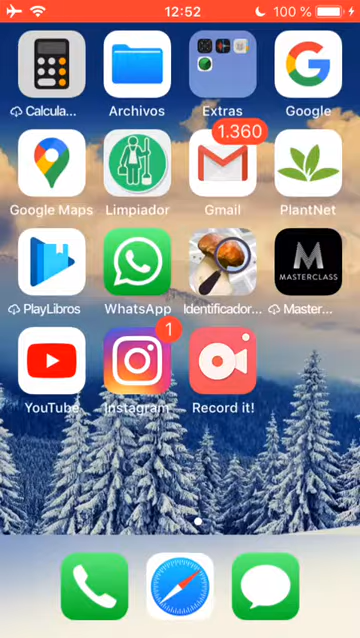 12:52
100 %
Calcula...
Archivos
Extras
Google
1.360
Google Maps
Limpiador
Gmail
PlantNet
M
MASTERCLASS
PlayLibros
WhatsApp
Identificador...
Master...
1
YouTube
Instagram
Record it!